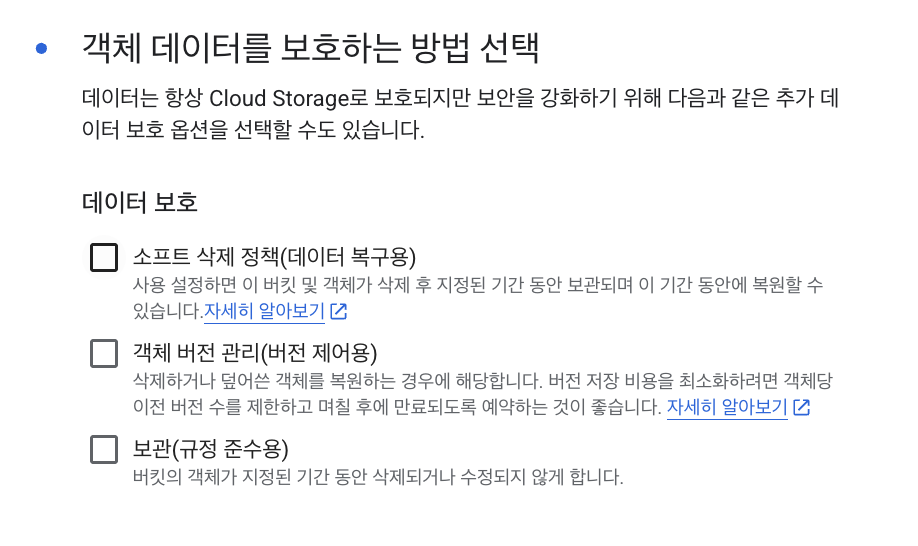 객체 데이터를 보호하는 방법 선택
데이터는 항상 Cloud Storage로 보호되지만 보안을 강화하기 위해 다음과 같은 추가 데
이터 보호 옵션을 선택할 수도 있습니다.
데이터 보호
소프트 삭제 정책(데이터 복구용)
사용 설정하면 이 버킷 및 객체가 삭제 후 지정된 기간 동안 보관되며 이 기간 동안에 복원할 수
있습니다.자세히 알아보기
객체 버전 관리(버전 제어용)
삭제하거나 덮어쓴 객체를 복원하는 경우에 해당합니다. 버전 저장 비용을 최소화하려면 객체당
이전 버전 수를 제한하고 며칠 후에 만료되도록 예약하는 것이 좋습니다. 자세히 알아보기
보관(규정 준수용)
버킷의 객체가 지정된 기간 동안 삭제되거나 수정되지 않게 합니다.